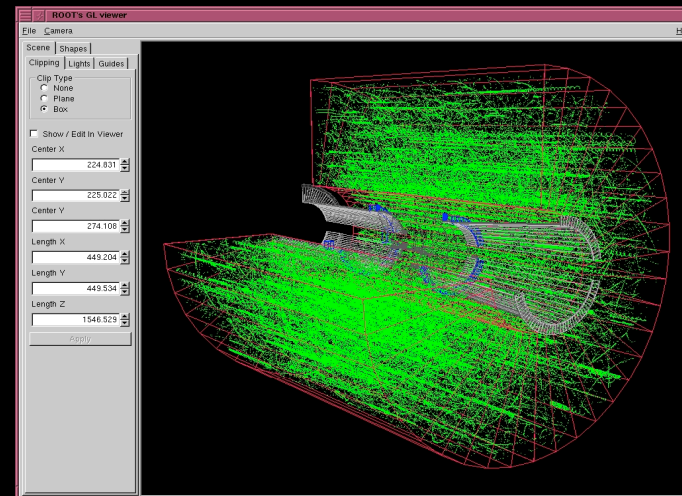 ROOT's GL viewer
File Camera
Scene Shapes
Clipping Lights Guides
Clip Type
None
Plane
Box
Show / Edit In Viewer
Center X
224.831
Center Y
225.022
Center Y
274.108
Length X
449.204
Length Y
449.534
Length Z
1546.529
Apply